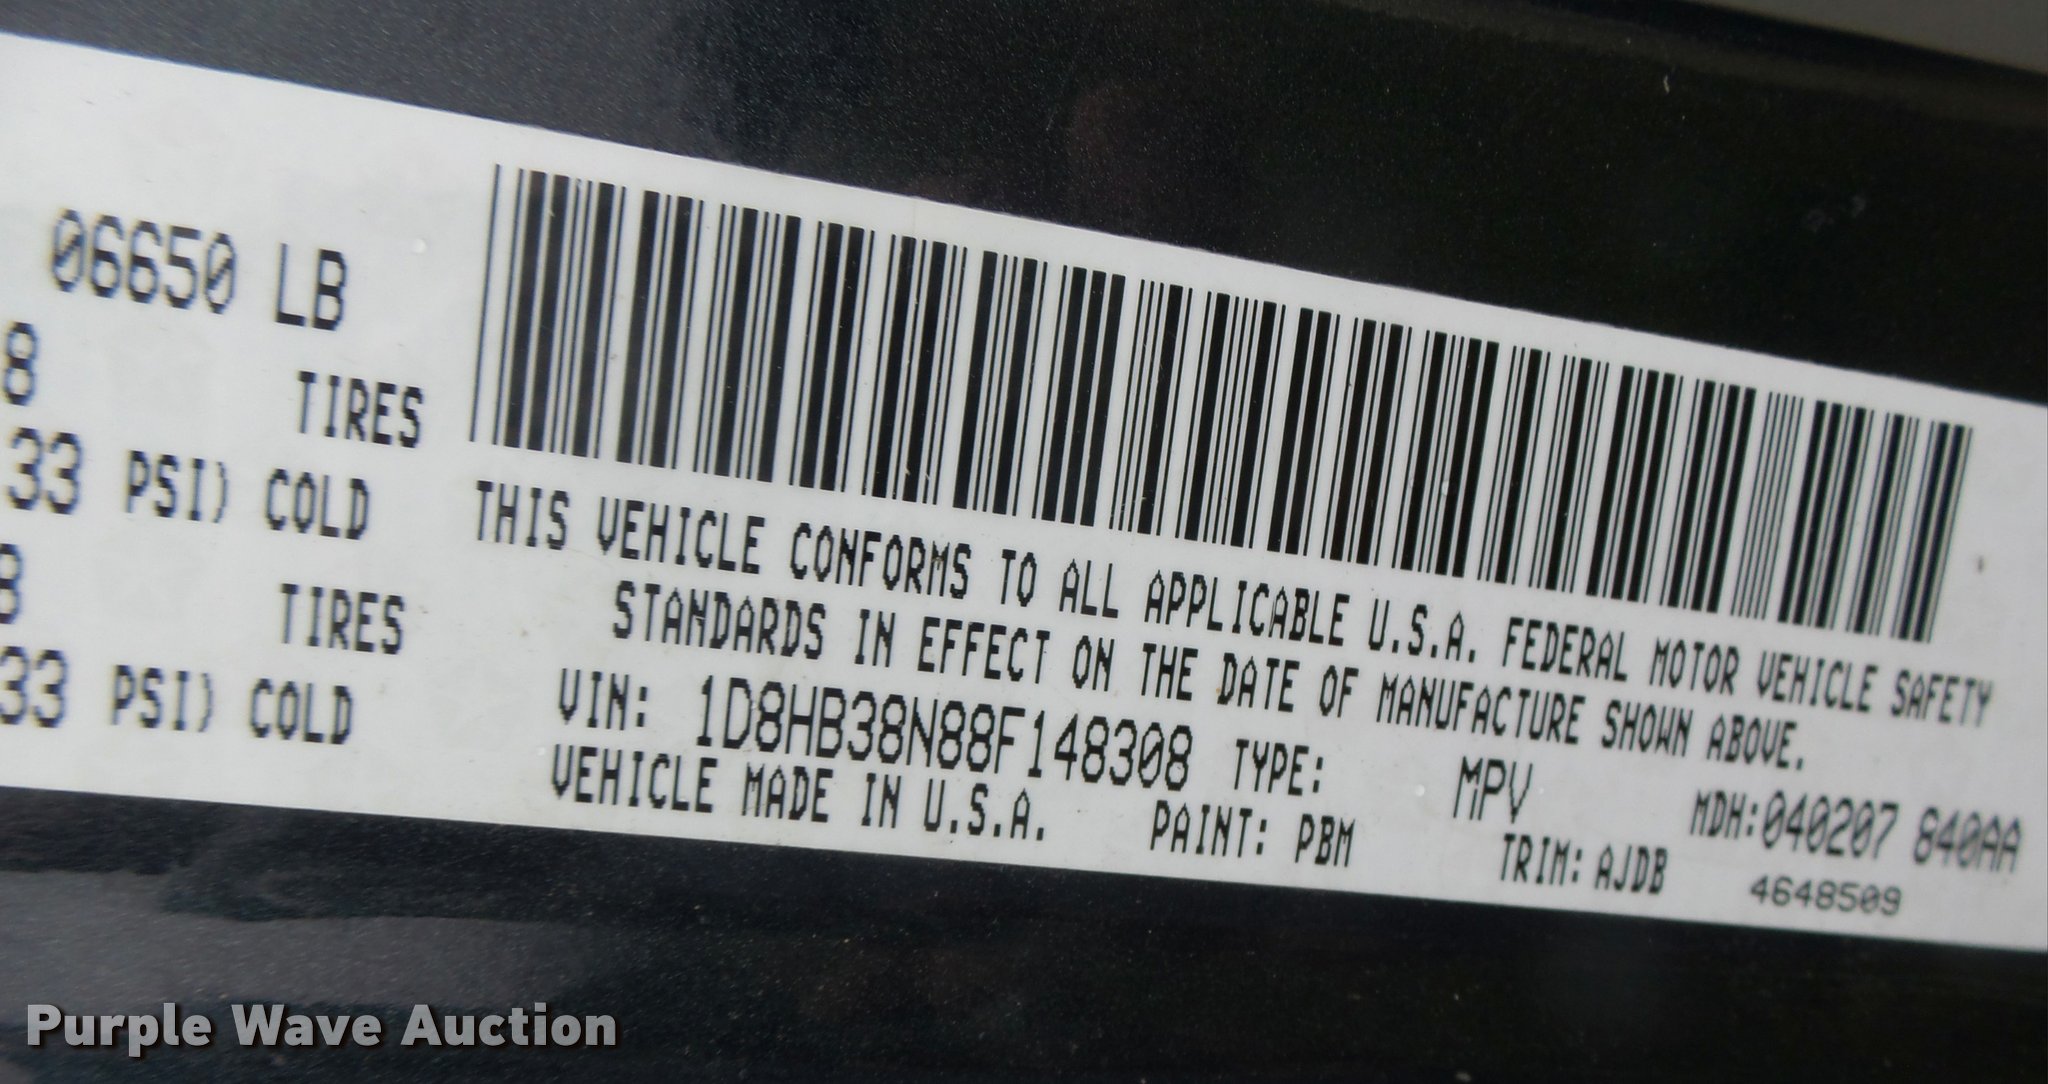 06650 LB
8 TIRES
33 PSI) COLD
8 TIRES
33 PSI) COLD
THIS VEHICLE CONFORMS TO ALL APPLICABLE U.S.A. FEDERAL MOTOR VEHICLE SAFETY
STANDARDS IN EFFECT ON THE DATE OF MANUFACTURE SHOWN ABOVE.
VIN: 1D8HB38N88F148308 TYPE: MPV MDH:040207 840AA
VEHICLE MADE IN U.S.A. PAINT: PBM TRIM: AJDB 4648509
Purple Wave Auction